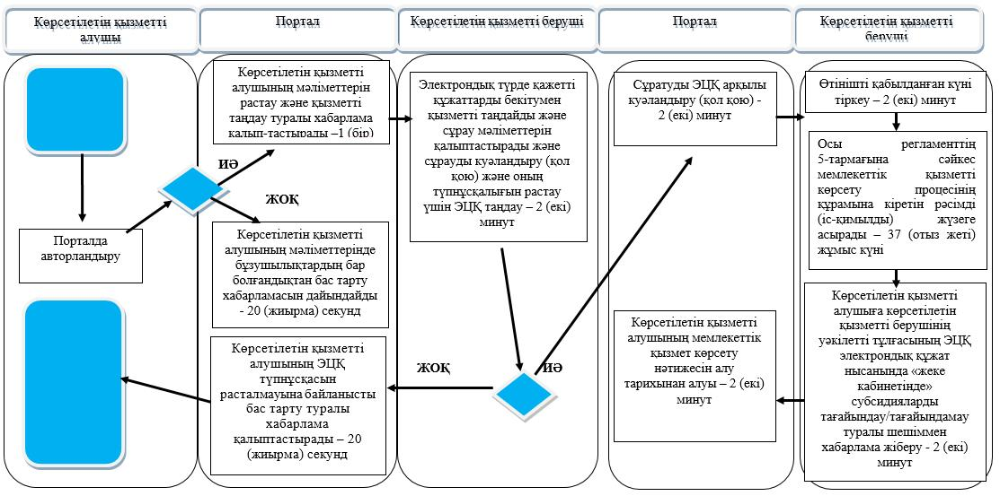 Көрсетілетін қызметті
алушы
Портал
Көрсетілетін қызметті беруші
Портал
Көрсетілетін қызметті
беруші
Порталда
авторландыру
ИӘ
ЖОҚ
Көрсетілетін қызметті
алушының мәліметтерін
растау және қызметті
таңдау туралы хабарлама
қалып-тастырады –1 (бір)
Көрсетілетін қызметті
алушының мәліметтерінде
бұзушылықтардың бар
болғандықтан бас тарту
хабарламасын дайындайды
- 20 (жиырма) секунд
Көрсетілетін қызметті
алушының ЭЦҚ
түпнұсқасын
расталмауына байланысты
бас тарту туралы
хабарлама
қалыптастырады – 20
(жиырма) секунд
Электрондық түрде қажетті
құжаттарды бекітумен
қызметті таңдайды және
сұрау мәліметтерін
қалыптастырады және
сұрауды куәландыру (қол
қою) және оның
түпнұсқалығын растау
үшін ЭЦҚ таңдау – 2 (екі)
минут
ЖОҚ
ИӘ
Сұратуды ЭЦҚ арқылы
куәландыру (қол қою) -
2 (екі) минут
Көрсетілетін қызметті
алушының мемлекеттік
қызмет көрсету
нәтижесін алу
тарихынан алуы – 2 (екі)
минут
Өтінішті қабылданған күні
тіркеу – 2 (екі) минут
Осы регламенттің
5-тармағына сәйкес
мемлекеттік қызметті
көрсету процесінің
құрамына кіретін рәсімді
(іс-қимылды) жүзеге
асырады – 37 (отыз жеті)
жұмыс күні
Көрсетілетін қызметті
алушыға көрсетілетін
қызметті берушінің
уәкілетті тұлғасының ЭЦҚ
электрондық құжат
нысанында «жеке
кабинетінде»
субсидияларды
тағайындау/тағайындамау
туралы шешіммен
хабарлама жіберу - 2 (екі)
минут